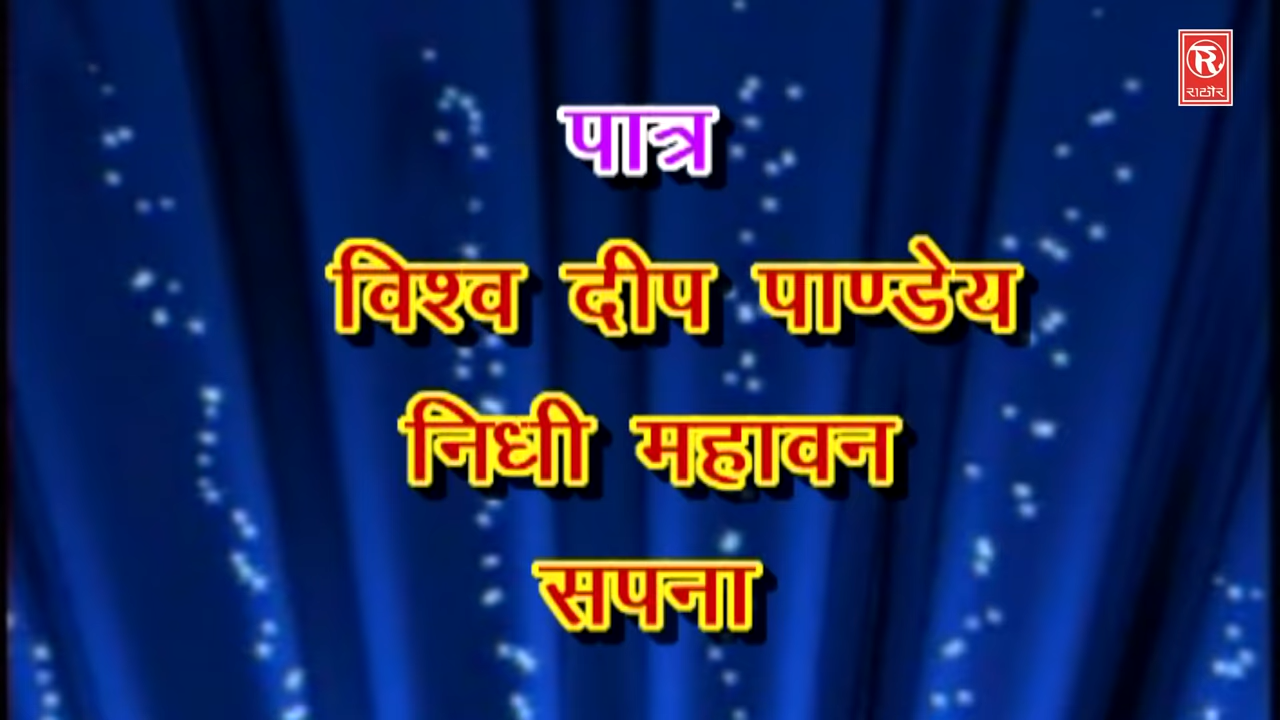 राठौर
पात्र
विश्व दीप पाण्डेय
निधी महावन
सपना